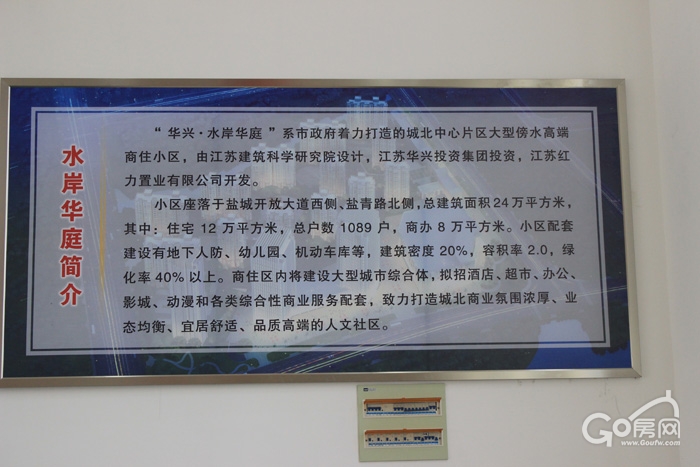 水岸华庭简介
“华兴·水岸华庭”系市政府着力打造的城北中心片区大型傍水高端
商住小区，由江苏建筑科学研究院设计，江苏华兴投资集团投资，江苏红
力置业有限公司开发。
小区座落于盐城开放大道西侧、盐青路北侧,总建筑面积24万平方米，
其中：住宅 12 万平方米，总户数 1089 户，商办 8 万平方米。小区配套
建设有地下人防、幼儿园、机动车库等，建筑密度 20%，容积率 2.0，绿
化率 40% 以上。商住区内将建设大型城市综合体，拟招酒店、超市、办公、
影城、动漫和各类综合性商业服务配套，致力打造城北商业氛围浓厚、业
态均衡、宜居舒适、品质高端的人文社区。
Go房网
www.Goufw.com